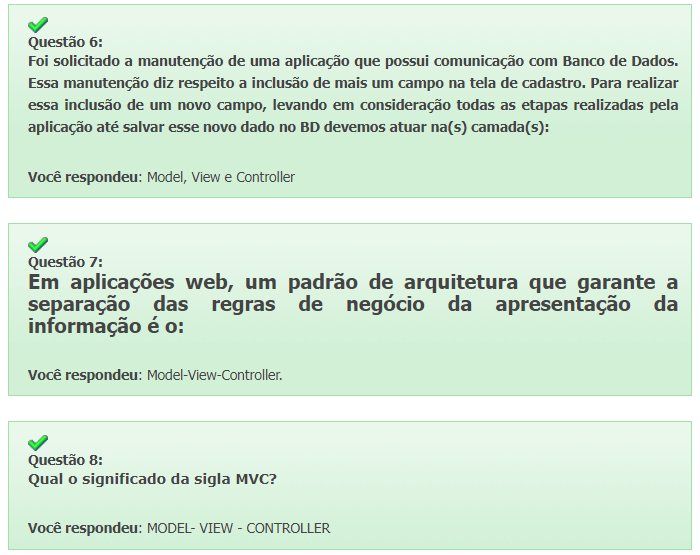 Questão 6:
Foi solicitado a manutenção de uma aplicação que possui comunicação com Banco de Dados.
Essa manutenção diz respeito a inclusão de mais um campo na tela de cadastro. Para realizar
essa inclusão de um novo campo, levando em consideração todas as etapas realizadas pela
aplicação até salvar esse novo dado no BD devemos atuar na(s) camada(s):
Você respondeu: Model, View e Controller
Questão 7:
Em aplicações web, um padrão de arquitetura que garante a
separação das regras de negócio da apresentação da
informação é o:
Você respondeu: Model-View-Controller.
Questão 8:
Qual o significado da sigla MVC?
Você respondeu: MODEL- VIEW - CONTROLLER